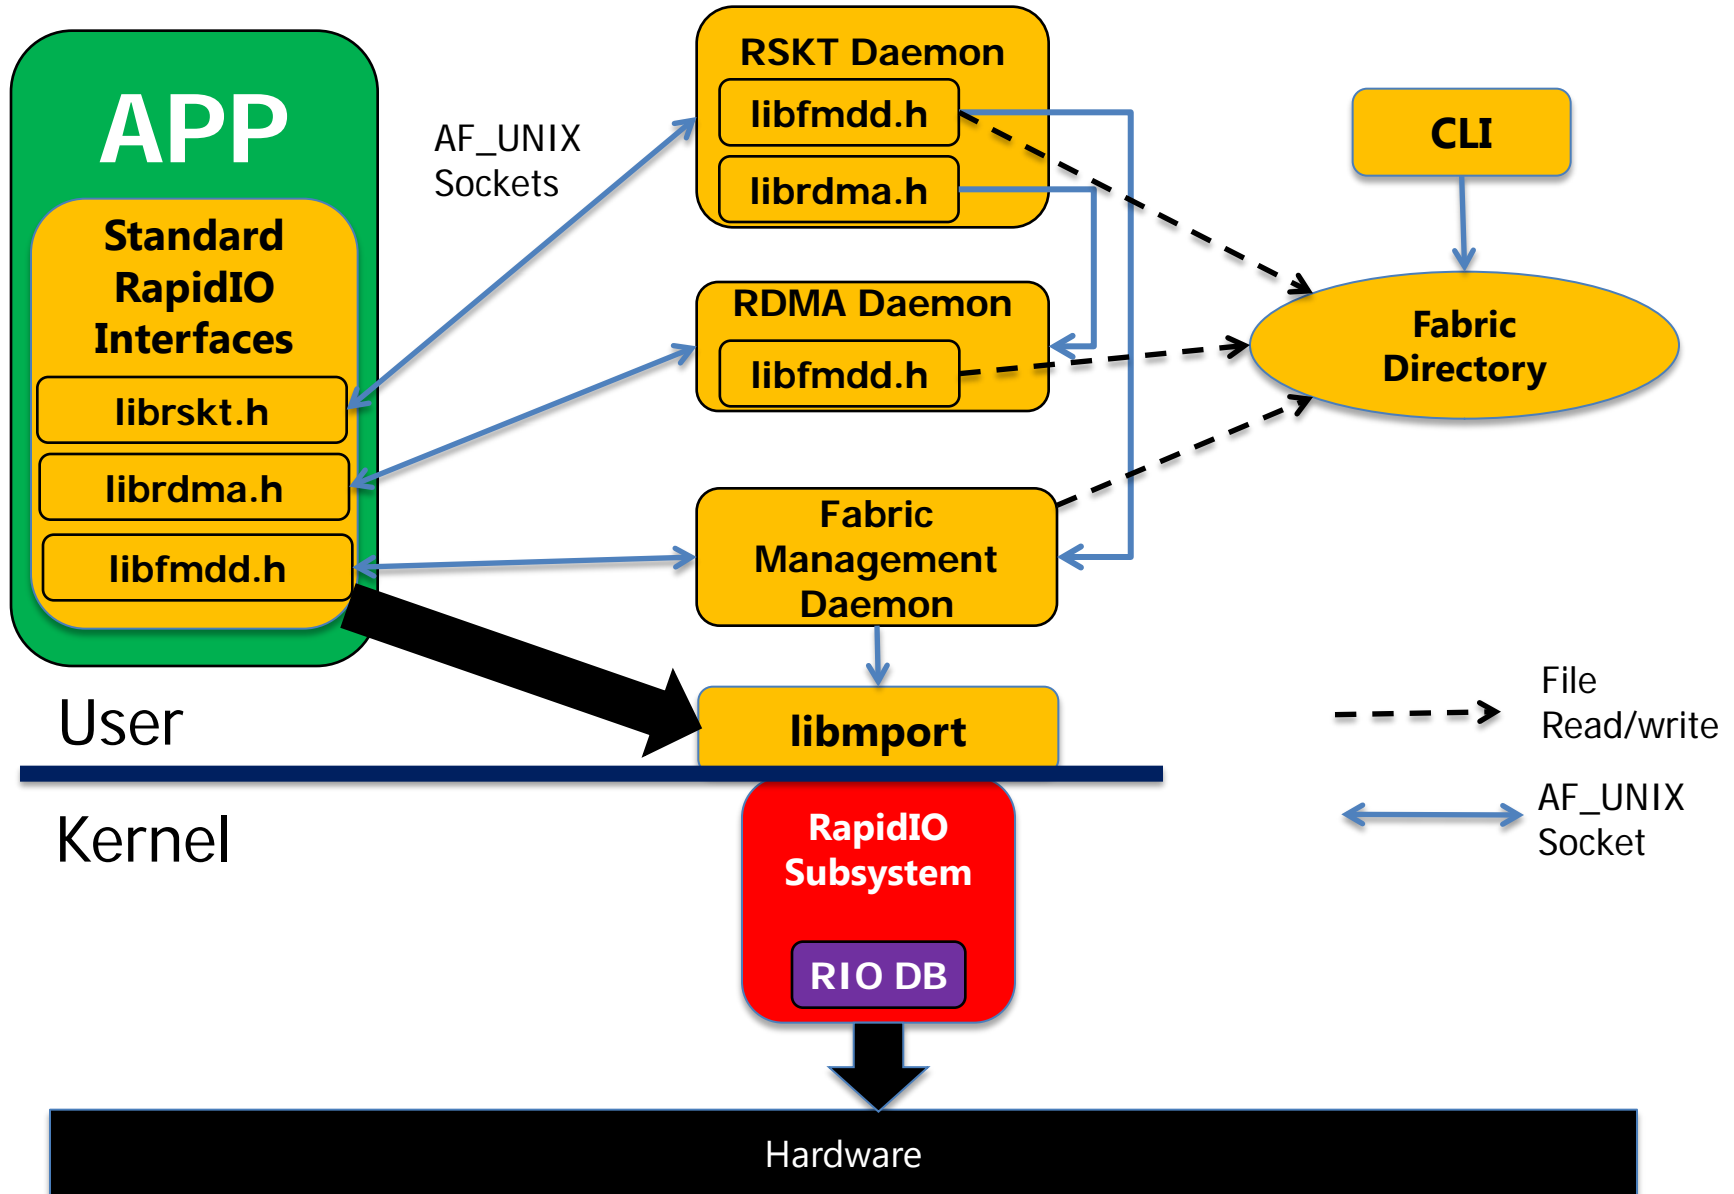 APP
Standard
RapidIO
Interfaces
librskt.h
librdma.h
libfmdd.h
AF_UNIX
Sockets
RSKT Daemon
libfmdd.h
librdma.h
RDMA Daemon
libfmdd.h
Fabric
Management
Daemon
CLI
Fabric
Directory
libmport
User
Kernel
File
Read/write
AF_UNIX
Socket
RapidIO
Subsystem
RIO DB
Hardware